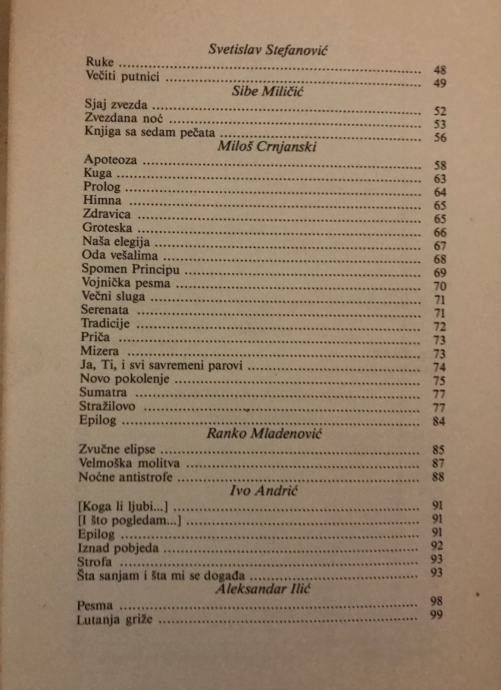 Svetislav Stefanović
Ruke ........ 48
Večiti putnici ........ 49
Sibe Miličić
Sjaj zvezda ........ 52
Zvezdana noć ........ 53
Knjiga sa sedam pečata ........ 56
Miloš Crnjanski
Apoteoza ........ 58
Kuga ........ 63
Prolog ........ 64
Himna ........ 65
Zdravica ........ 65
Groteska ........ 66
Naša elegija ........ 67
Oda vešalima ........ 68
Spomen Principu ........ 69
Vojnička pesma ........ 70
Večni sluga ........ 71
Serenata ........ 71
Tradicije ........ 72
Priča ........ 73
Mizera ........ 73
Ja, Ti, i svi savremeni parovi ........ 74
Novo pokolenje ........ 75
Sumatra ........ 77
Stražilovo ........ 77
Epilog ........ 84
Ranko Mladenović
Zvučne elipse ........ 85
Velmoška molitva ........ 87
Noćne antistrofe ........ 88
Ivo Andrić
[Koga li ljubi...] ........ 91
[I što pogledam...] ........ 91
Epilog ........ 91
Iznad pobjeda ........ 92
Strofa ........ 93
Šta sanjam i šta mi se događa ........ 93
Aleksandar Ilić
Pesma ........ 98
Lutanja griže ........ 99